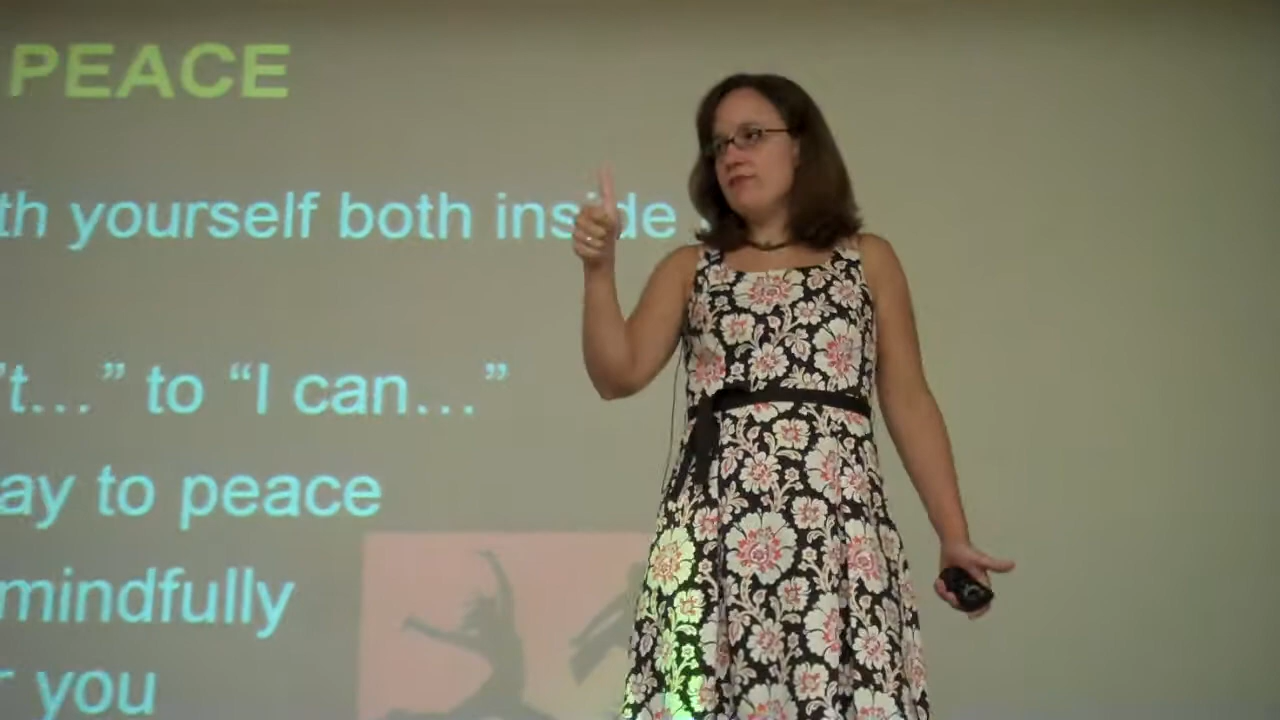 PEACE
th yourself both inside
't…” to “I can…”
ay to peace
mindfully
r you